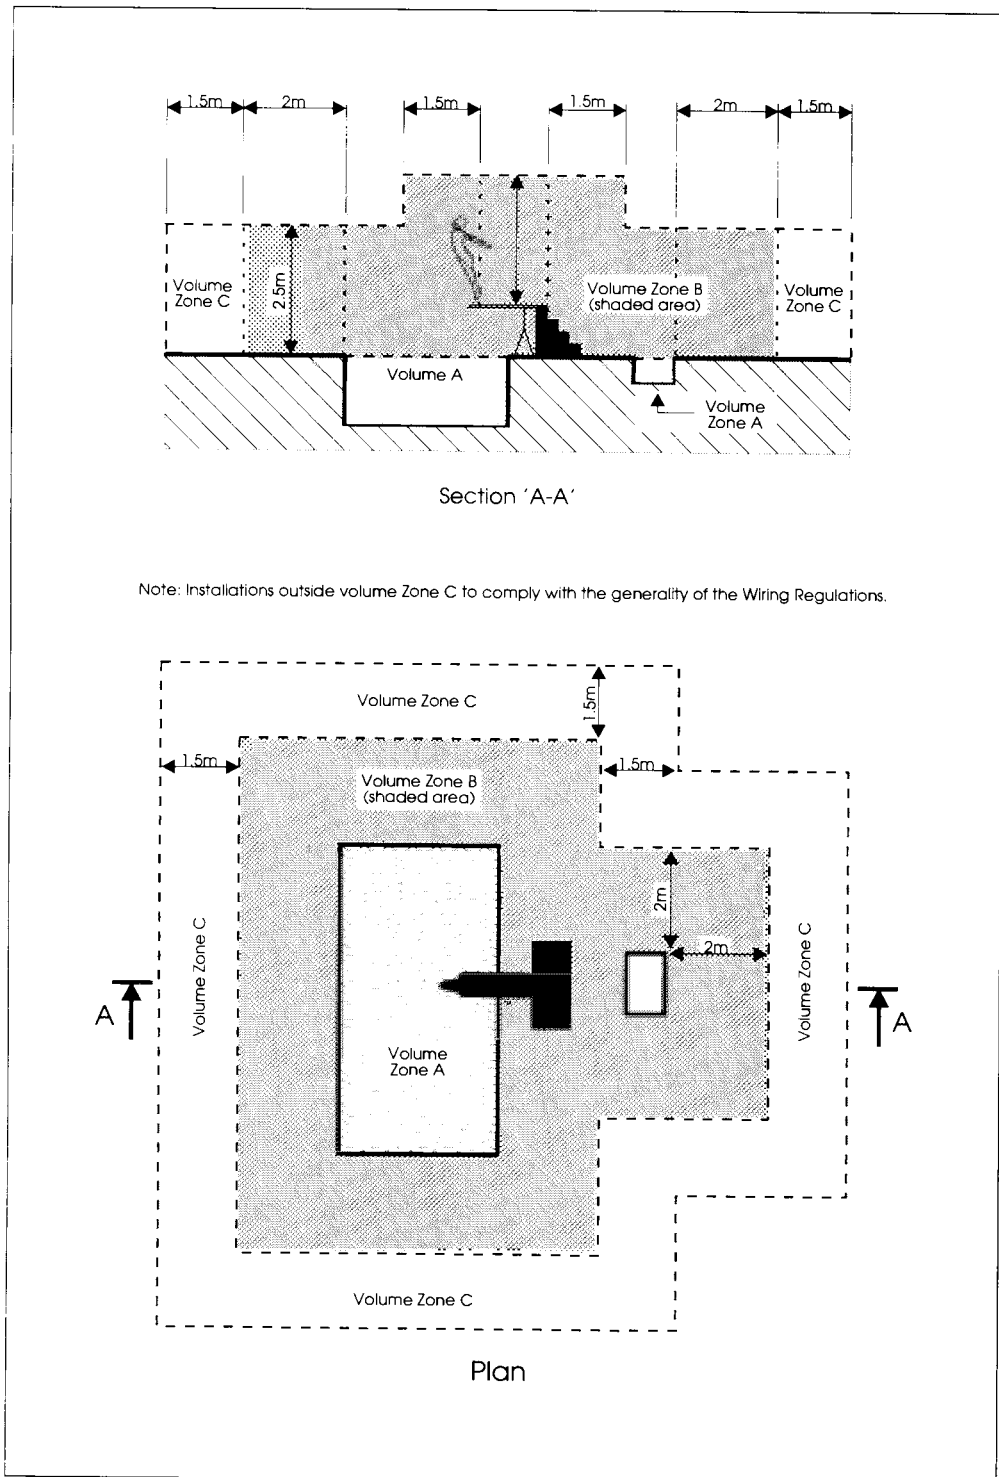 1.5m
2m
1.5m
1.5m
2m
1.5m
Volume
Zone C
2.5m
Volume Zone B
(shaded area)
Volume
Zone C
Volume A
Volume
Zone A
Section 'A-A'
Note: Installations outside volume Zone C to comply with the generality of the Wiring Regulations.
Volume Zone C
1.5m
1.5m
1.5m
Volume Zone B
(shaded area)
2m
2m
Volume Zone C
Volume Zone C
A
A
Volume
Zone A
Volume Zone C
Plan